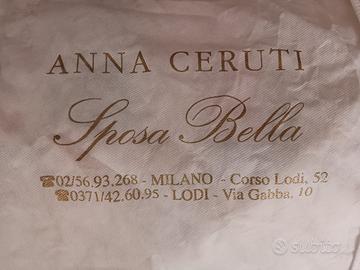 ANNA CERUTI
Sposa Bella
☎02/56.93.268 - MILANO - Corso Lodi, 52
☎0371/42.60.95 - LODI - Via Gabba, 10
subito